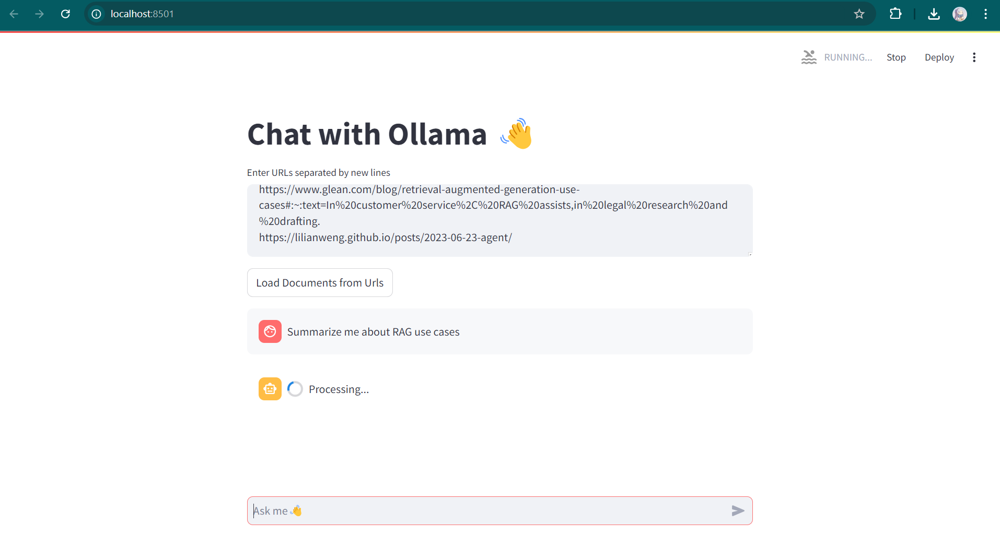 localhost:8501
RUNNING...
Stop
Deploy
Chat with Ollama 👋
Enter URLs separated by new lines
https://www.glean.com/blog/retrieval-augmented-generation-use-
cases#:~:text=In%20customer%20service%2C%20RAG%20assists,in%20legal%20research%20and
%20drafting.
https://lilianweng.github.io/posts/2023-06-23-agent/
Load Documents from Urls
Summarize me about RAG use cases
Processing...
Ask me 👋